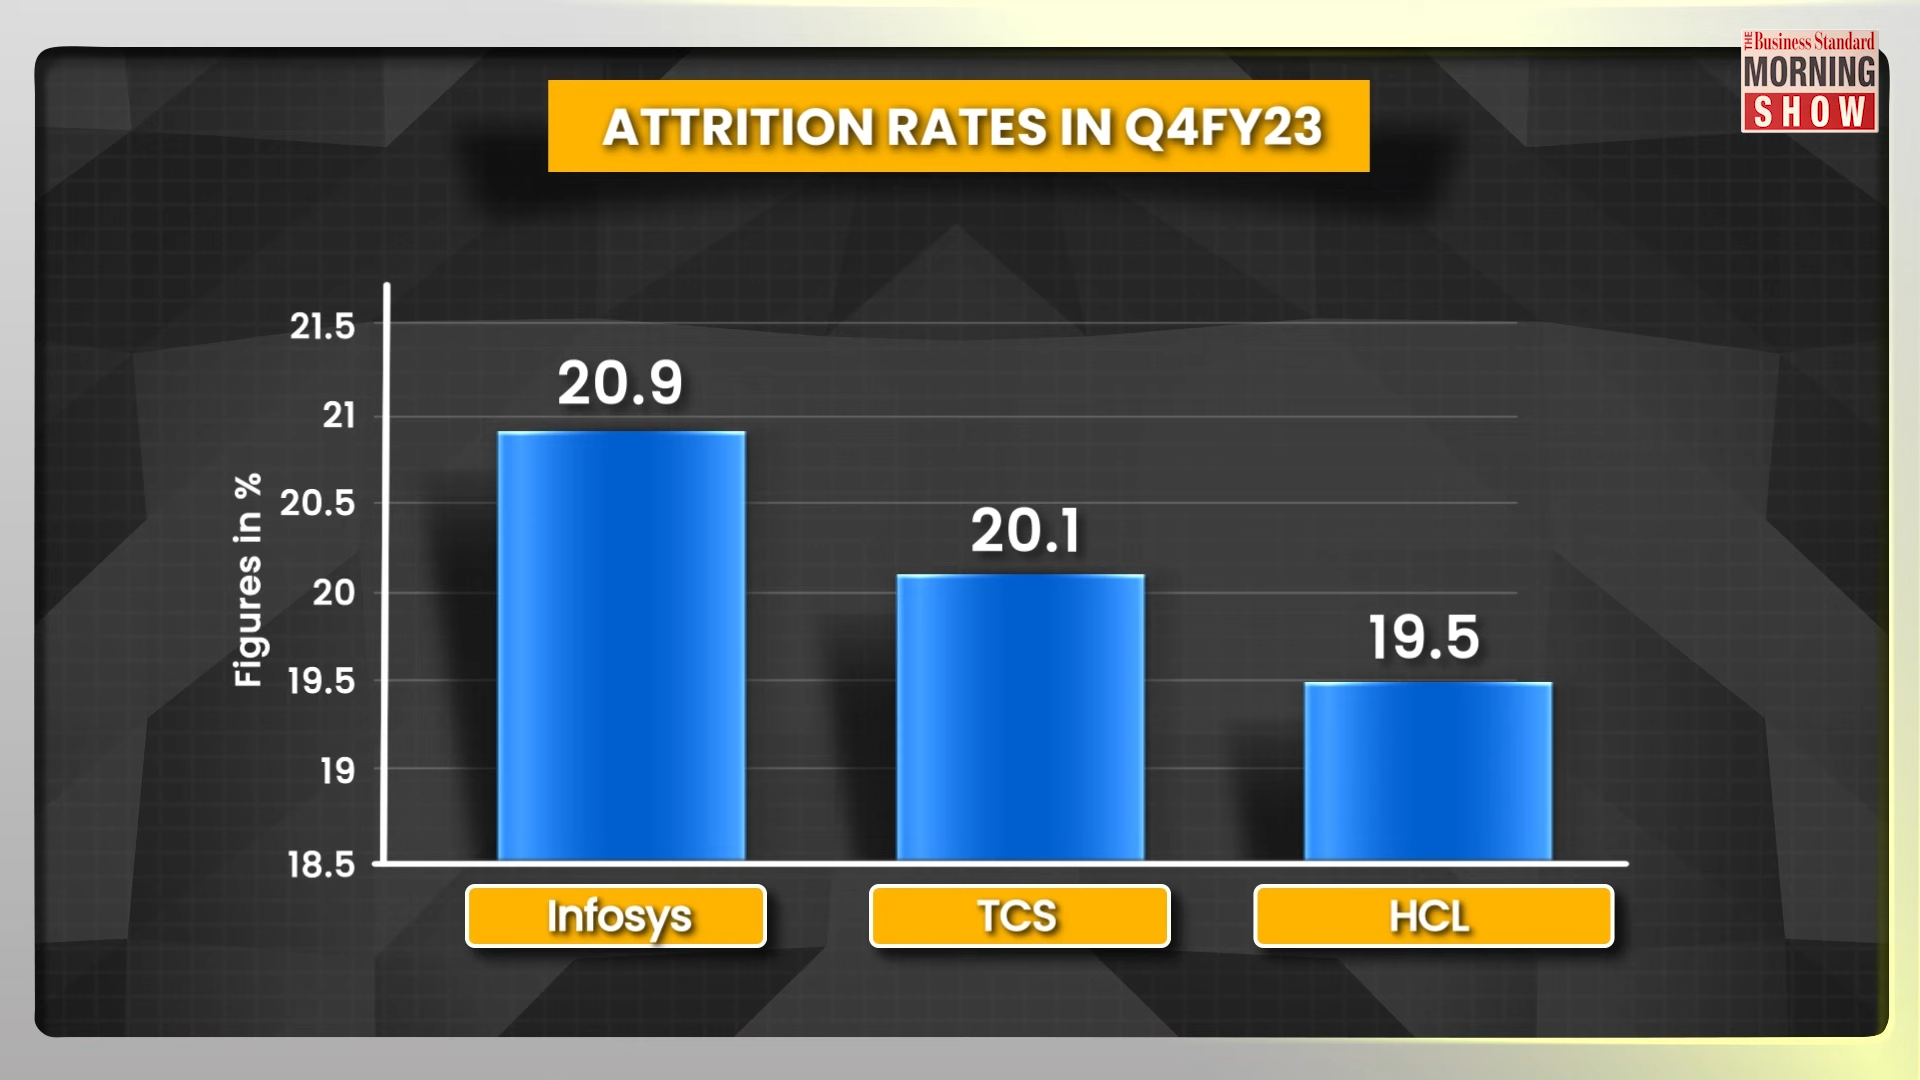 THE Business Standard
MORNING
SHOW
ATTRITION RATES IN Q4FY23
Figures in %
21.5
21
20.5
20
19.5
19
18.5
20.9
20.1
19.5
Infosys
TCS
HCL